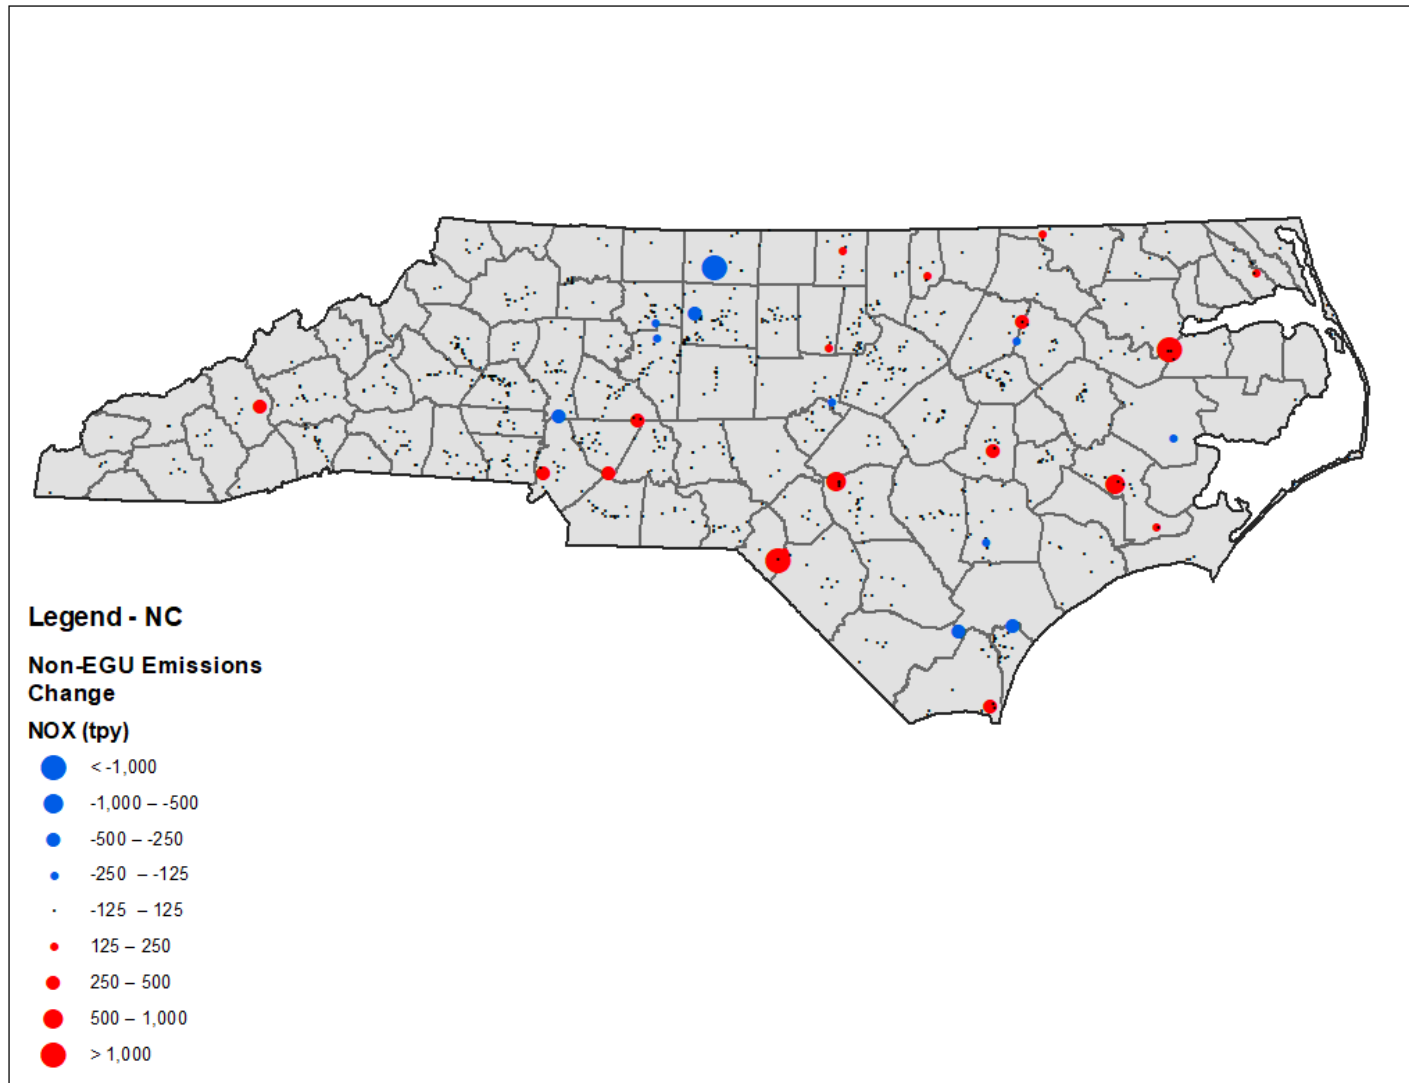 Legend - NC
Non-EGU Emissions
Change
NOX (tpy)
< -1,000
-1,000 – -500
-500 – -250
-250 – -125
-125 – 125
125 – 250
250 – 500
500 – 1,000
> 1,000